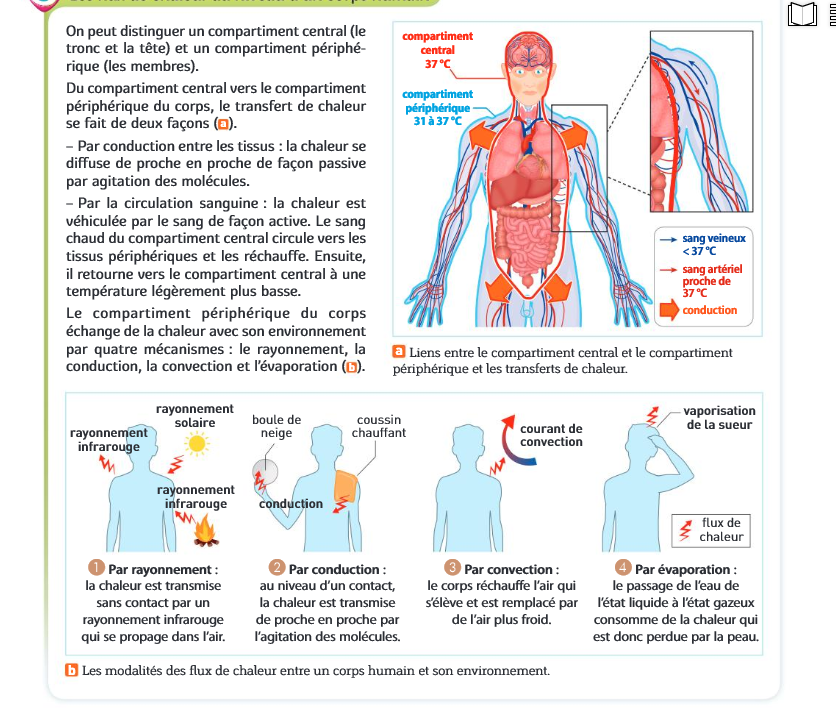 On peut distinguer un compartiment central (le
tronc et la tête) et un compartiment périphé-
rique (les membres).
Du compartiment central vers le compartiment
périphérique du corps, le transfert de chaleur
se fait de deux façons (a).
– Par conduction entre les tissus : la chaleur se
diffuse de proche en proche de façon passive
par agitation des molécules.
– Par la circulation sanguine : la chaleur est
véhiculée par le sang de façon active. Le sang
chaud du compartiment central circule vers les
tissus périphériques et les réchauffe. Ensuite,
il retourne vers le compartiment central à une
température légèrement plus basse.
Le compartiment périphérique du corps
échange de la chaleur avec son environnement
par quatre mécanismes : le rayonnement, la
conduction, la convection et l'évaporation (b).
compartiment
central
37 °C
compartiment
périphérique
31 à 37 °C
sang veineux
< 37 °C
sang artériel
proche de
37 °C
conduction
a Liens entre le compartiment central et le compartiment
périphérique et les transferts de chaleur.
rayonnement
solaire
rayonnement
infrarouge
rayonnement
infrarouge
1 Par rayonnement :
la chaleur est transmise
sans contact par un
rayonnement infrarouge
qui se propage dans l'air.
boule de
neige
coussin
chauffant
conduction
2 Par conduction :
au niveau d'un contact,
la chaleur est transmise
de proche en proche par
l'agitation des molécules.
courant de
convection
3 Par convection :
le corps réchauffe l'air qui
s'élève et est remplacé par
de l'air plus froid.
vaporisation
de la sueur
flux de
chaleur
4 Par évaporation :
le passage de l'eau de
l'état liquide à l'état gazeux
consomme de la chaleur qui
est donc perdue par la peau.
b Les modalités des flux de chaleur entre un corps humain et son environnement.